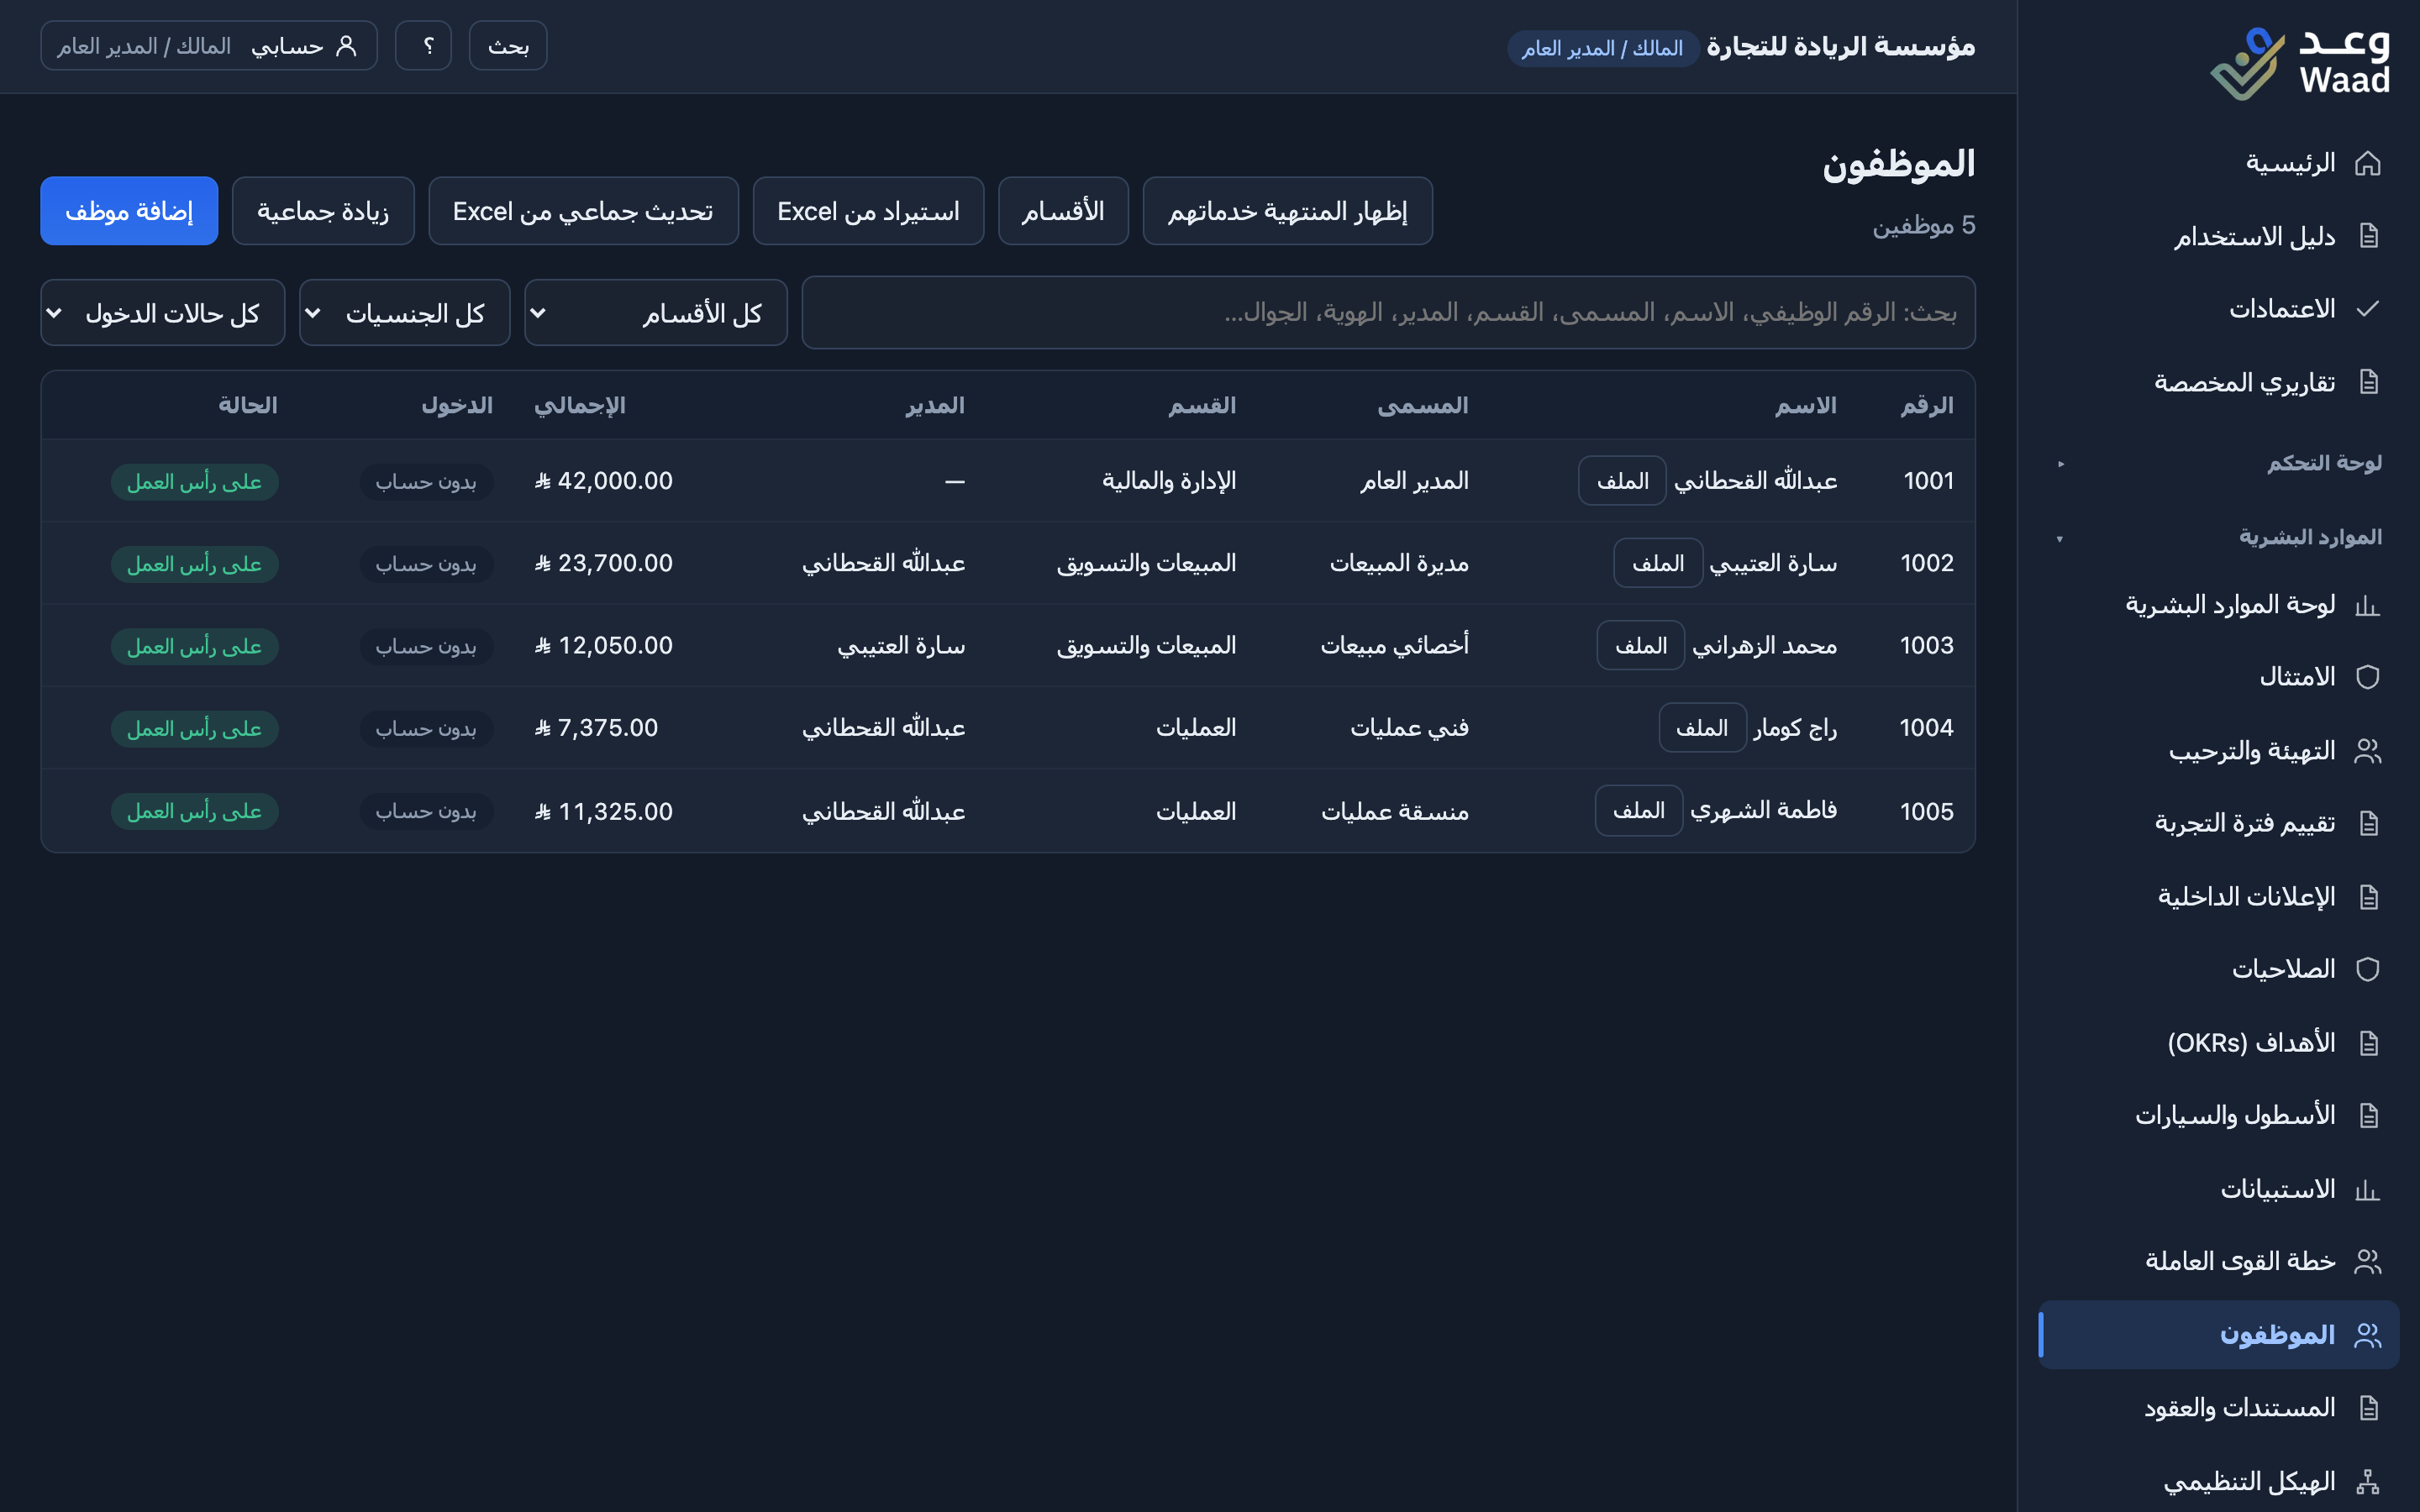 وعد
Waad
الرئيسية
دليل الاستخدام
الاعتمادات
تقاريري المخصصة
لوحة التحكم
الموارد البشرية
لوحة الموارد البشرية
الامتثال
التهيئة والترحيب
تقييم فترة التجربة
الإعلانات الداخلية
الصلاحيات
الأهداف (OKRs)
الأسطول والسيارات
الاستبيانات
خطة القوى العاملة
الموظفون
المستندات والعقود
الهيكل التنظيمي
مؤسسة الريادة للتجارة المالك / المدير العام
بحث
؟
حسابي المالك / المدير العام
الموظفون
5 موظفين
إظهار المنتهية خدماتهم
الأقسام
استيراد من Excel
تحديث جماعي من Excel
زيادة جماعية
إضافة موظف
بحث: الرقم الوظيفي، الاسم، المسمى، القسم، المدير، الهوية، الجوال...
كل الأقسام
كل الجنسيات
كل حالات الدخول
الرقم الاسم المسمى القسم المدير الإجمالي الدخول الحالة
1001 عبدالله القحطاني الملف المدير العام الإدارة والمالية — 42,000.00 بدون حساب على رأس العمل
1002 سارة العتيبي الملف مديرة المبيعات المبيعات والتسويق عبدالله القحطاني 23,700.00 بدون حساب على رأس العمل
1003 محمد الزهراني الملف أخصائي مبيعات المبيعات والتسويق سارة العتيبي 12,050.00 بدون حساب على رأس العمل
1004 راج كومار الملف فني عمليات العمليات عبدالله القحطاني 7,375.00 بدون حساب على رأس العمل
1005 فاطمة الشهري الملف منسقة عمليات العمليات عبدالله القحطاني 11,325.00 بدون حساب على رأس العمل